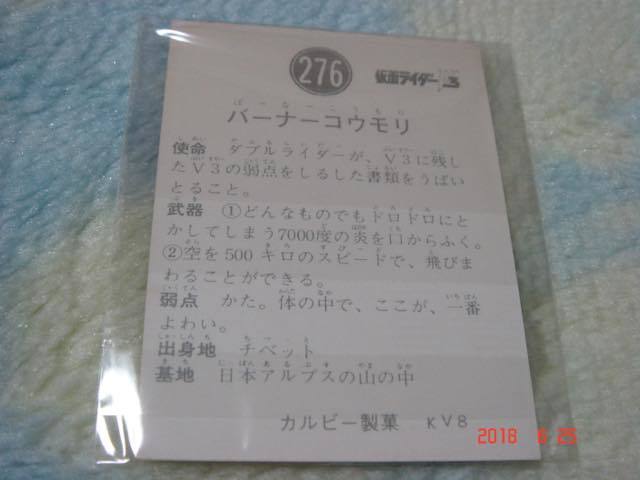 276
仮面ライダーV3
バーナーコウモリ
使命 ダブルライダーが、V3に残し
たV3の弱点をしるした書類をうばい
とること。
武器 ①どんなものでもドロドロにと
かしてしまう7000度の炎を口からふく。
②空を500キロのスピードで、飛びま
わることができる。
弱点 かた。体の中で、ここが、一番
よわい。
出身地 チベット
基地 日本アルプスの山の中
カルビー製菓 KV8
2018 6 25